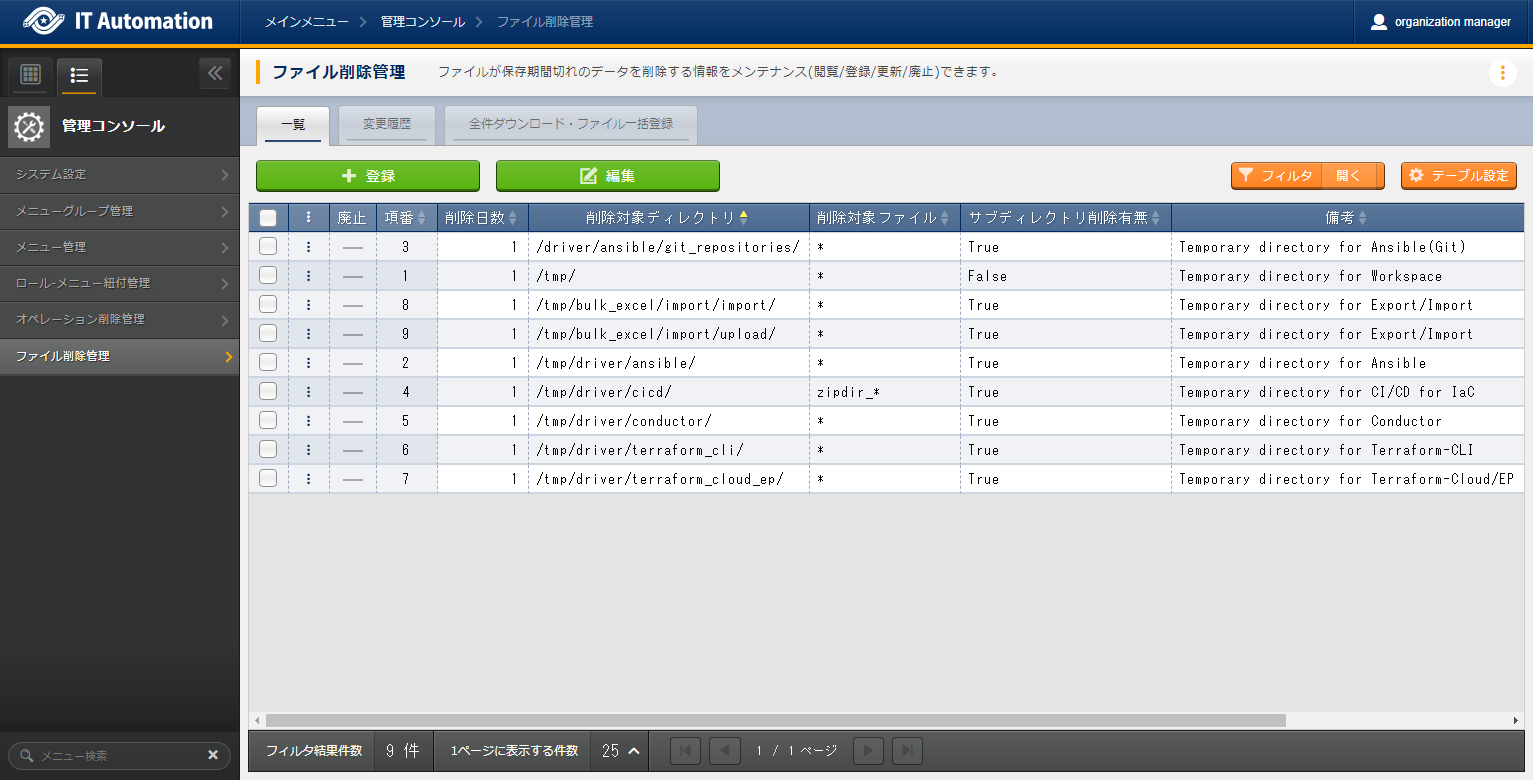 IT Automation
メインメニュー 管理コンソール ファイル削除管理
organization manager
ファイル削除管理 ファイルが保存期間切れのデータを削除する情報をメンテナンス(閲覧/登録/更新/廃止)できます。
管理コンソール
システム設定
メニューグループ管理
メニュー管理
ロール-メニュー紐付管理
オペレーション削除管理
ファイル削除管理
メニュー検索
一覧 変更履歴 全件ダウンロード・ファイル一括登録
登録 編集 フィルタ 開く テーブル設定
廃止 項番 削除日数 削除対象ディレクトリ 削除対象ファイル サブディレクトリ削除有無 備考
3 1 /driver/ansible/git_repositories/ * True Temporary directory for Ansible(Git)
1 1 /tmp/ * False Temporary directory for Workspace
8 1 /tmp/bulk_excel/import/import/ * True Temporary directory for Export/Import
9 1 /tmp/bulk_excel/import/upload/ * True Temporary directory for Export/Import
2 1 /tmp/driver/ansible/ * True Temporary directory for Ansible
4 1 /tmp/driver/cicd/ zipdir_* True Temporary directory for CI/CD for IaC
5 1 /tmp/driver/conductor/ * True Temporary directory for Conductor
6 1 /tmp/driver/terraform_cli/ * True Temporary directory for Terraform-CLI
7 1 /tmp/driver/terraform_cloud_ep/ * True Temporary directory for Terraform-Cloud/EP
フィルタ結果件数 9 件 1ページに表示する件数 25 1 / 1 ページ